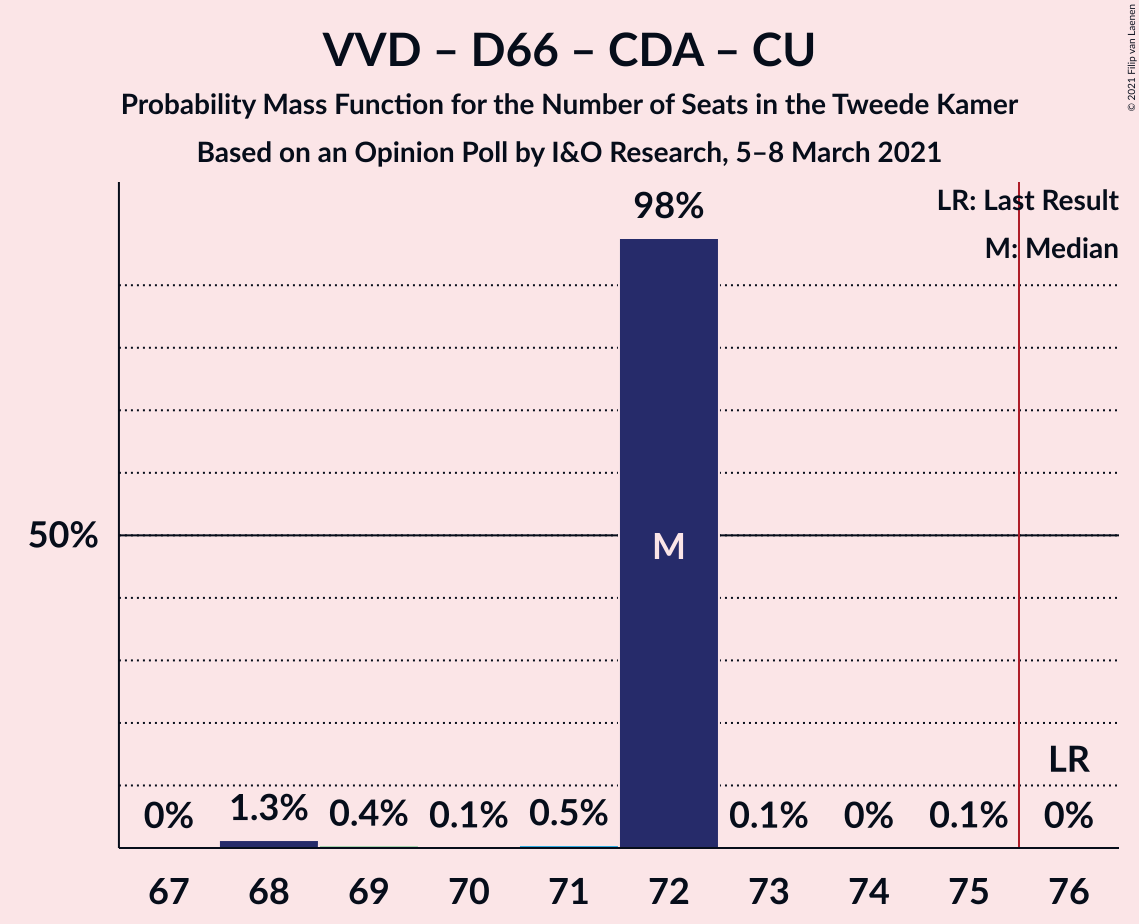 VVD – D66 – CDA – CU
Probability Mass Function for the Number of Seats in the Tweede Kamer
Based on an Opinion Poll by I&O Research, 5–8 March 2021
© 2021 Filip van Laenen
LR: Last Result
M: Median
98%
50%
M
LR
0% 1.3% 0.4% 0.1% 0.5% 0.1% 0% 0.1% 0%
67 68 69 70 71 72 73 74 75 76